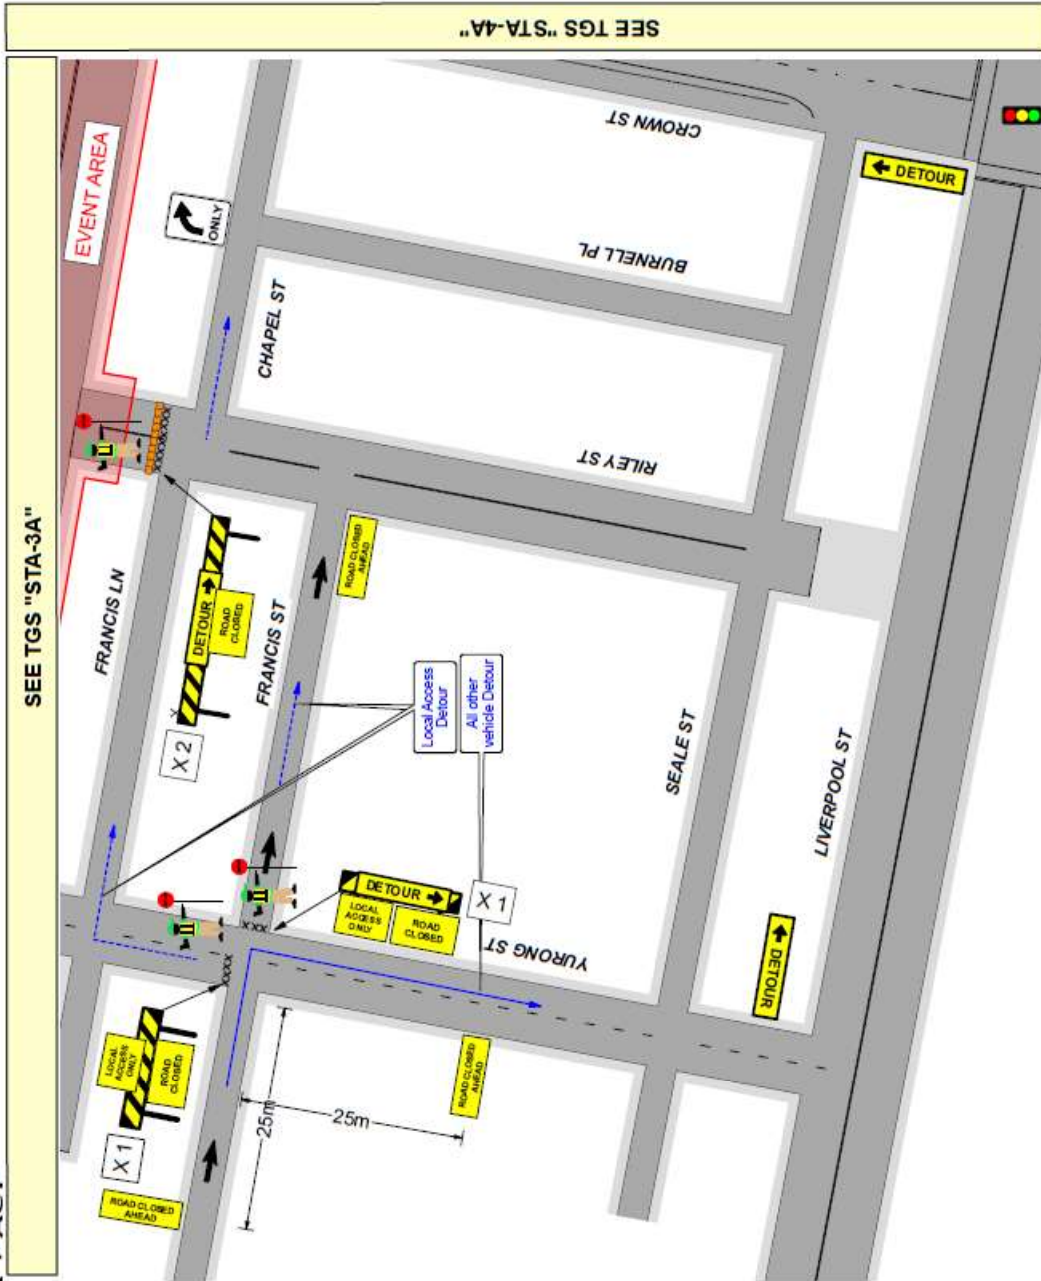 SEE TGS "STA-4A"
SEE TGS "STA-3A"
EVENT AREA
ONLY
CROWN ST
DETOUR
BURNELL PL
CHAPEL ST
RILEY ST
XXXXXXXX
FRANCIS LN
DETOUR
ROAD
CLOSED
X 2
FRANCIS ST
ROAD CLOSED
AHEAD
Local Access
Detour
All other
vehicle Detour
SEALE ST
LIVERPOOL ST
DETOUR
LOCAL
ACCESS
ONLY
ROAD
CLOSED
X 1
YURONG ST
XXX
XXXX
DETOUR
LOCAL
ACCESS
ONLY
ROAD
CLOSED
X 1
ROAD CLOSED
AHEAD
ROAD CLOSED
AHEAD
25m
25m